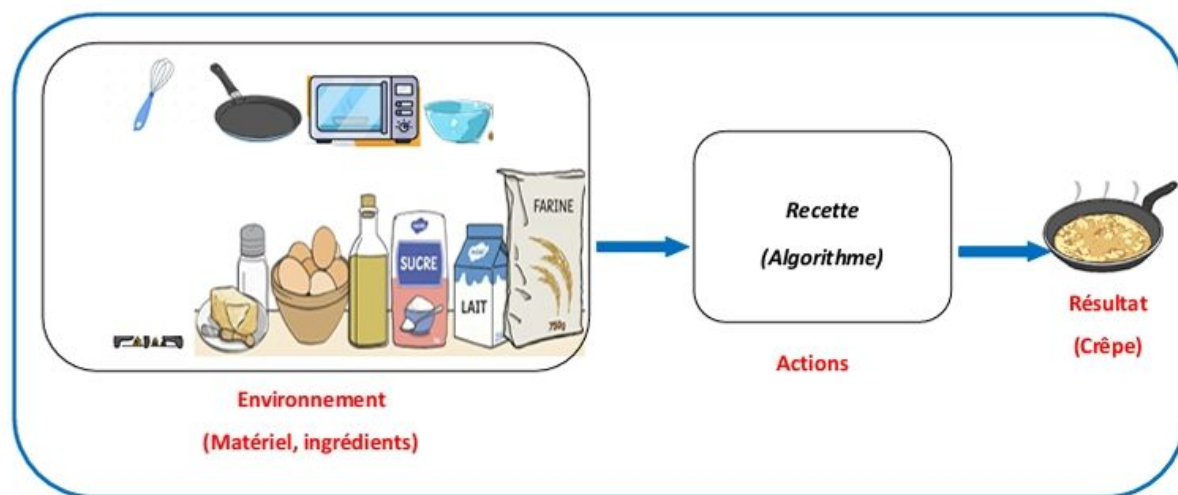 FARINE
SUCRE
LAIT
750g
Environnement
(Matériel, ingrédients)
Recette
(Algorithme)
Actions
Résultat
(Crêpe)